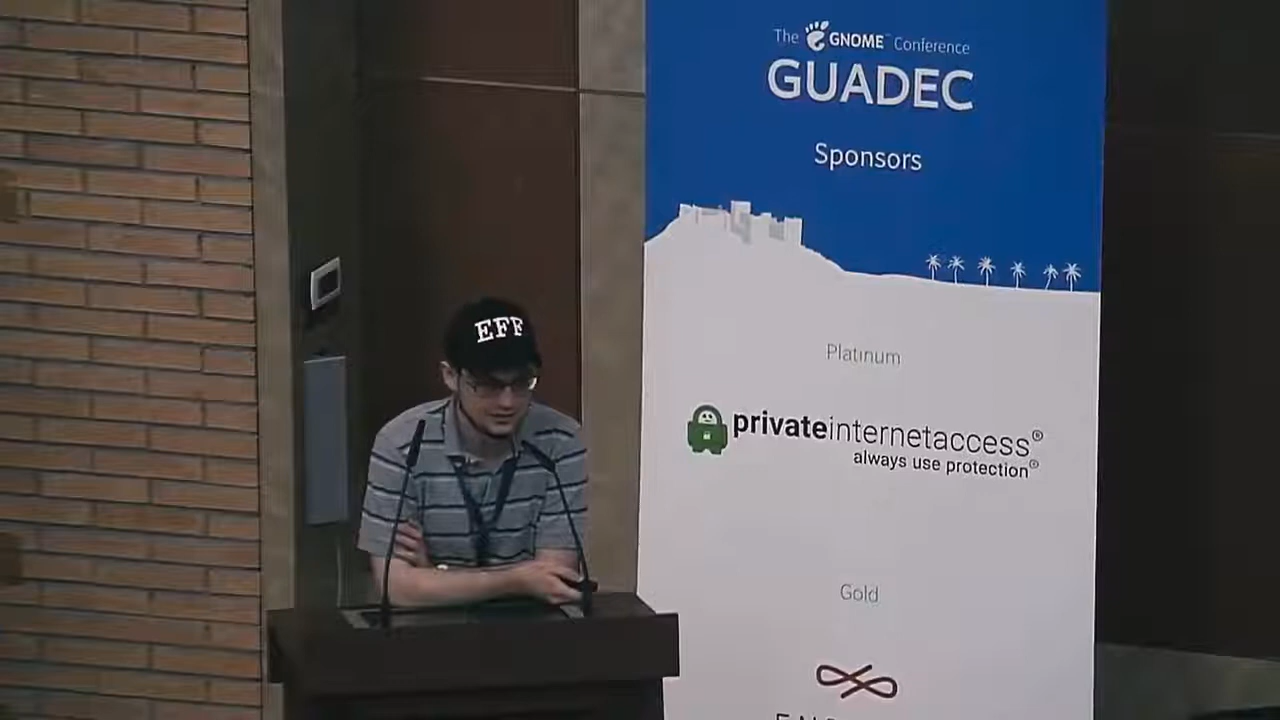 The GNOME Conference
GUADEC
Sponsors
Platinum
privateinternetaccess®
always use protection®
Gold
EFF